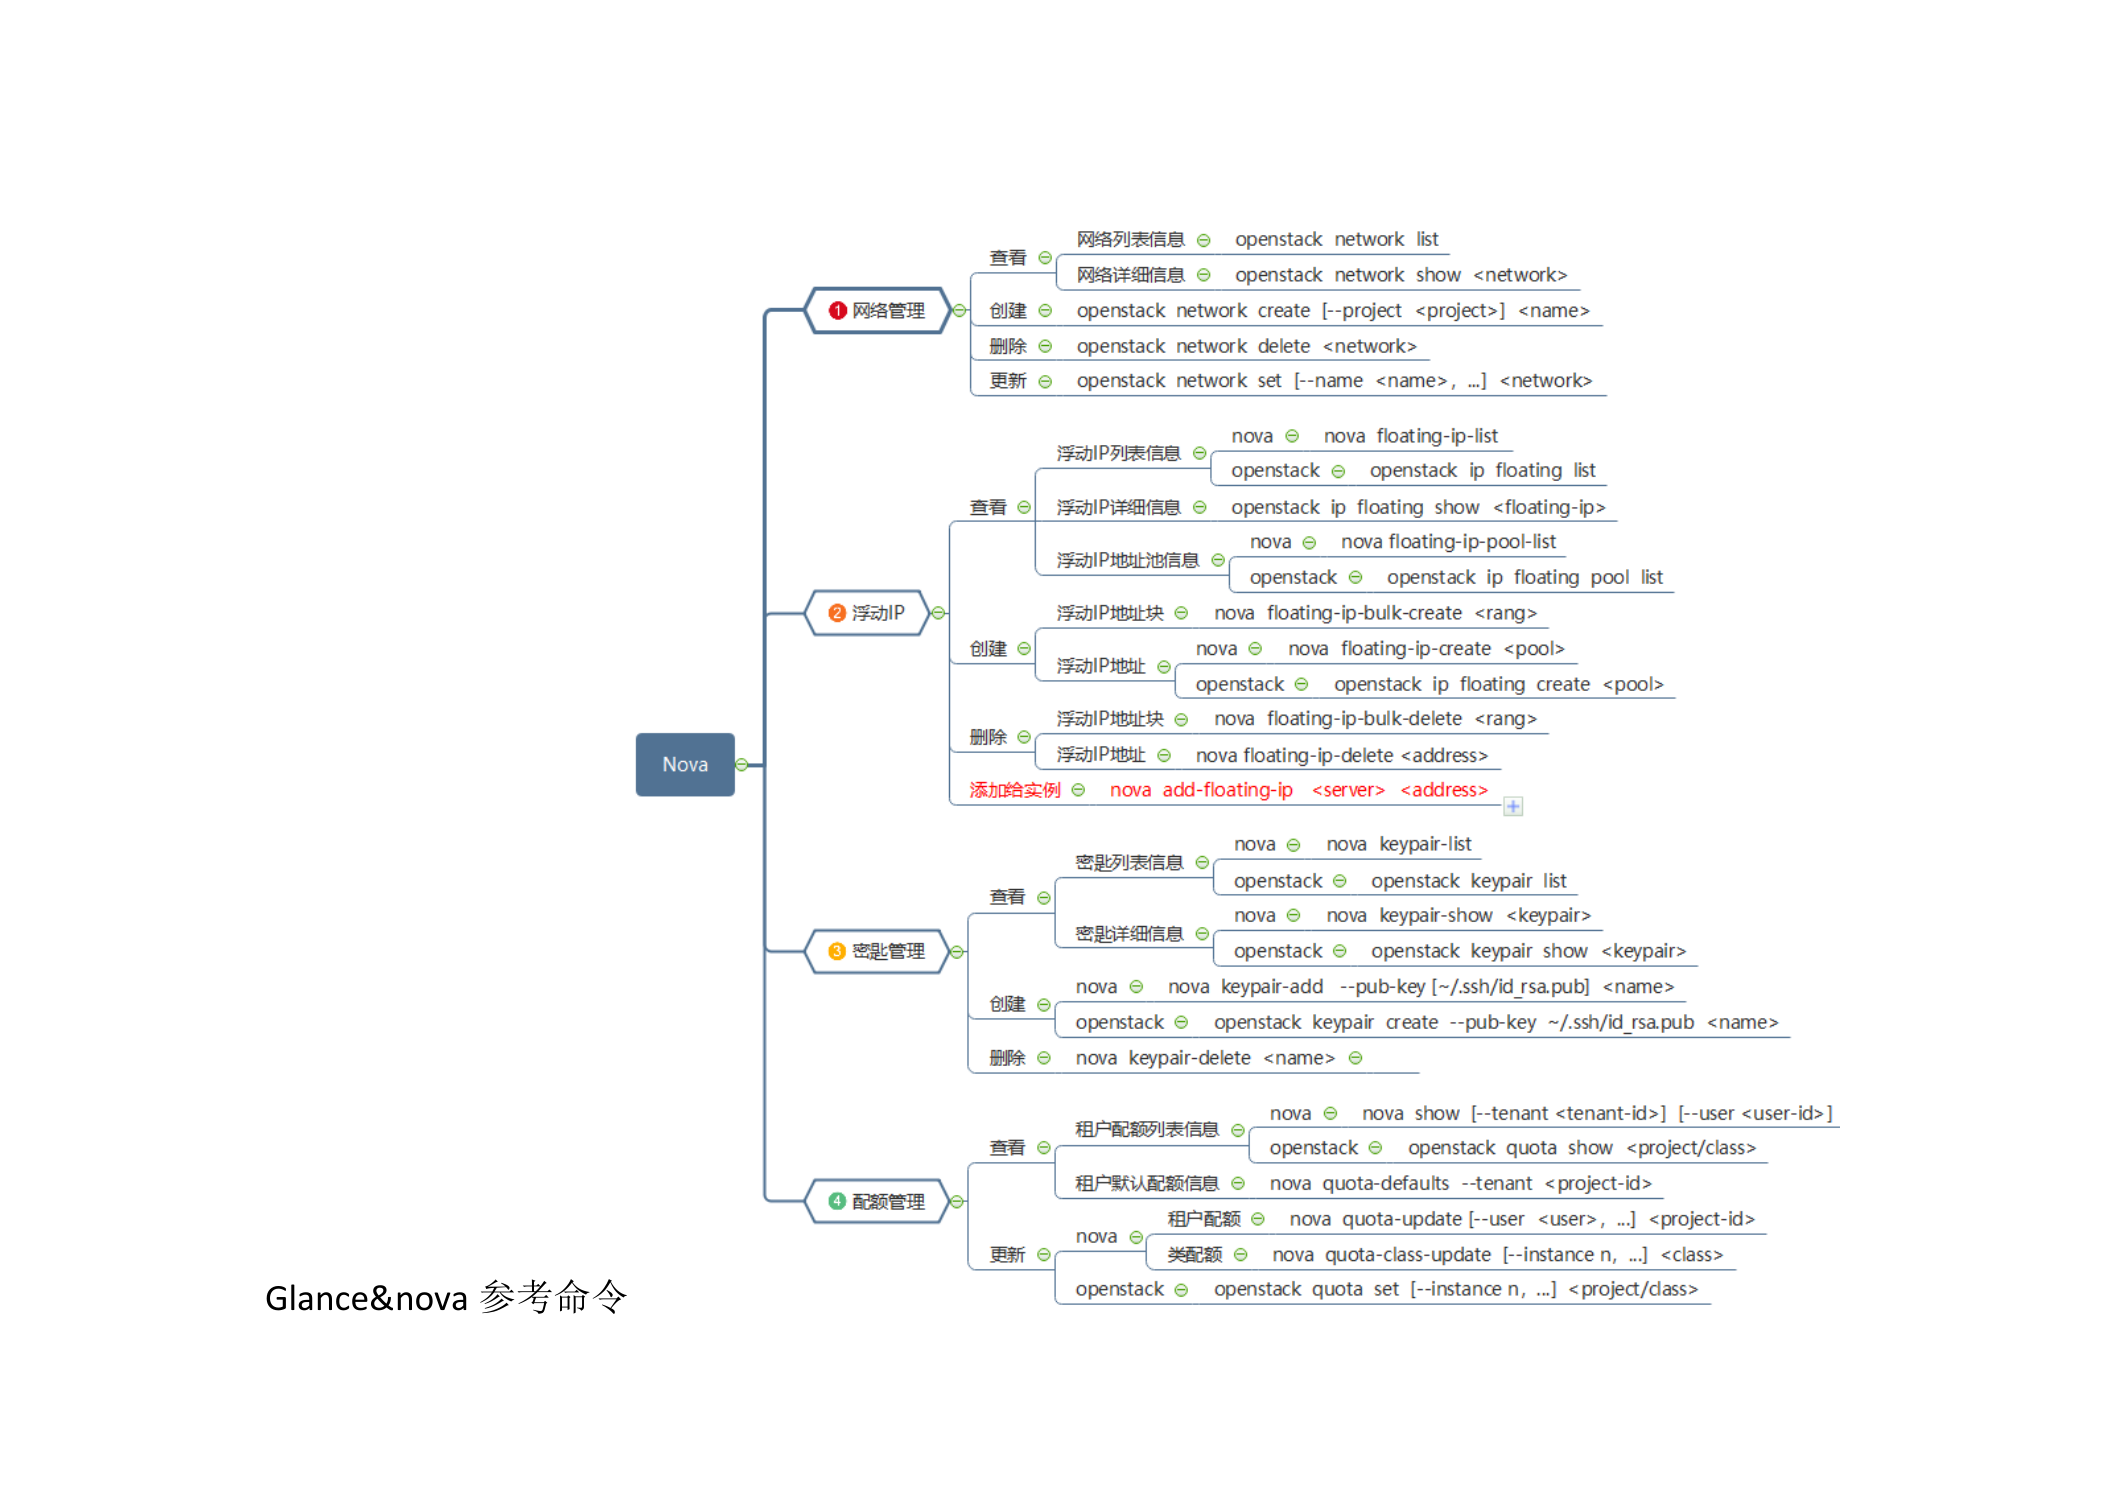 Nova
1 网络管理
查看
网络列表信息 openstack network list
网络详细信息 openstack network show <network>
创建 openstack network create [--project <project>] <name>
删除 openstack network delete <network>
更新 openstack network set [--name <name>, ...] <network>
2 浮动IP
查看
浮动IP列表信息
nova nova floating-ip-list
openstack openstack ip floating list
浮动IP详细信息 openstack ip floating show <floating-ip>
浮动IP地址池信息
nova nova floating-ip-pool-list
openstack openstack ip floating pool list
创建
浮动IP地址块 nova floating-ip-bulk-create <rang>
浮动IP地址
nova nova floating-ip-create <pool>
openstack openstack ip floating create <pool>
删除
浮动IP地址块 nova floating-ip-bulk-delete <rang>
浮动IP地址 nova floating-ip-delete <address>
添加给实例 nova add-floating-ip <server> <address>
3 密匙管理
查看
密匙列表信息
nova nova keypair-list
openstack openstack keypair list
密匙详细信息
nova nova keypair-show <keypair>
openstack openstack keypair show <keypair>
创建
nova nova keypair-add --pub-key [~/.ssh/id_rsa.pub] <name>
openstack openstack keypair create --pub-key ~/.ssh/id_rsa.pub <name>
删除 nova keypair-delete <name>
4 配额管理
查看
租户配额列表信息
nova nova show [--tenant <tenant-id>] [--user <user-id>]
openstack openstack quota show <project/class>
租户默认配额信息 nova quota-defaults --tenant <project-id>
更新
nova
租户配额 nova quota-update [--user <user>, ...] <project-id>
类配额 nova quota-class-update [--instance n, ...] <class>
openstack openstack quota set [--instance n, ...] <project/class>
Glance&nova 参考命令